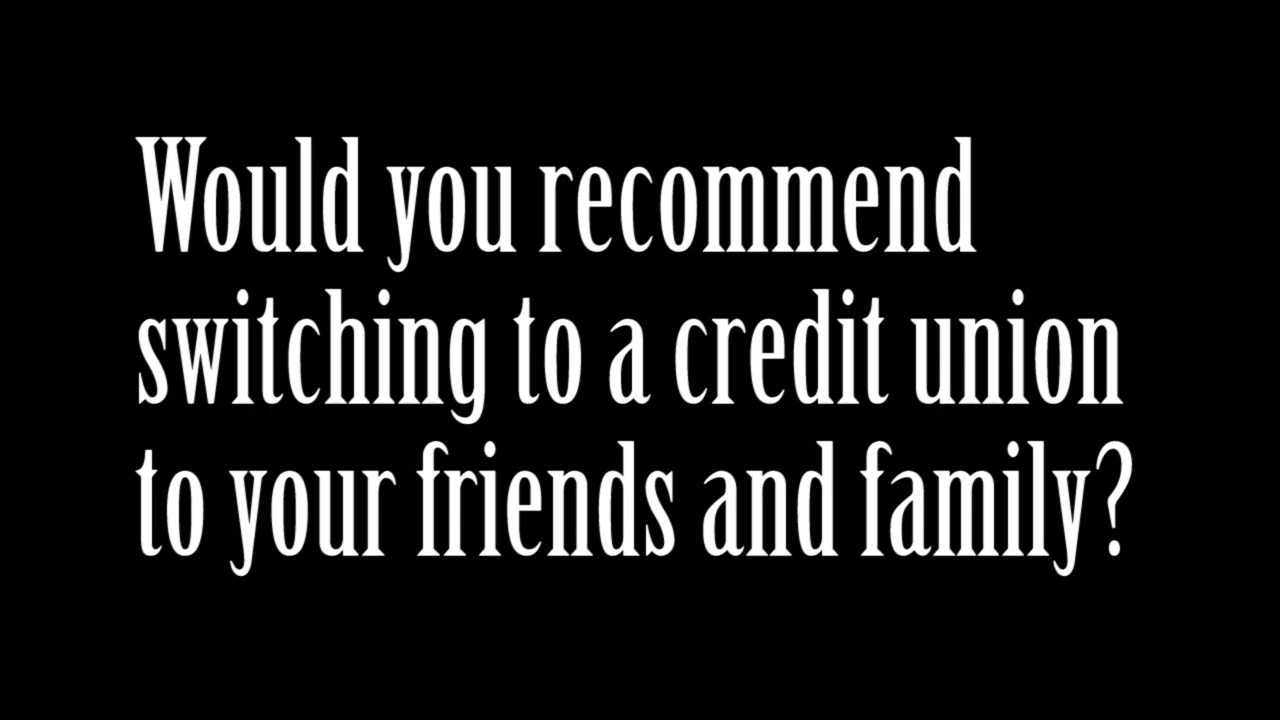 Would you recommend
switching to a credit union
to your friends and family?